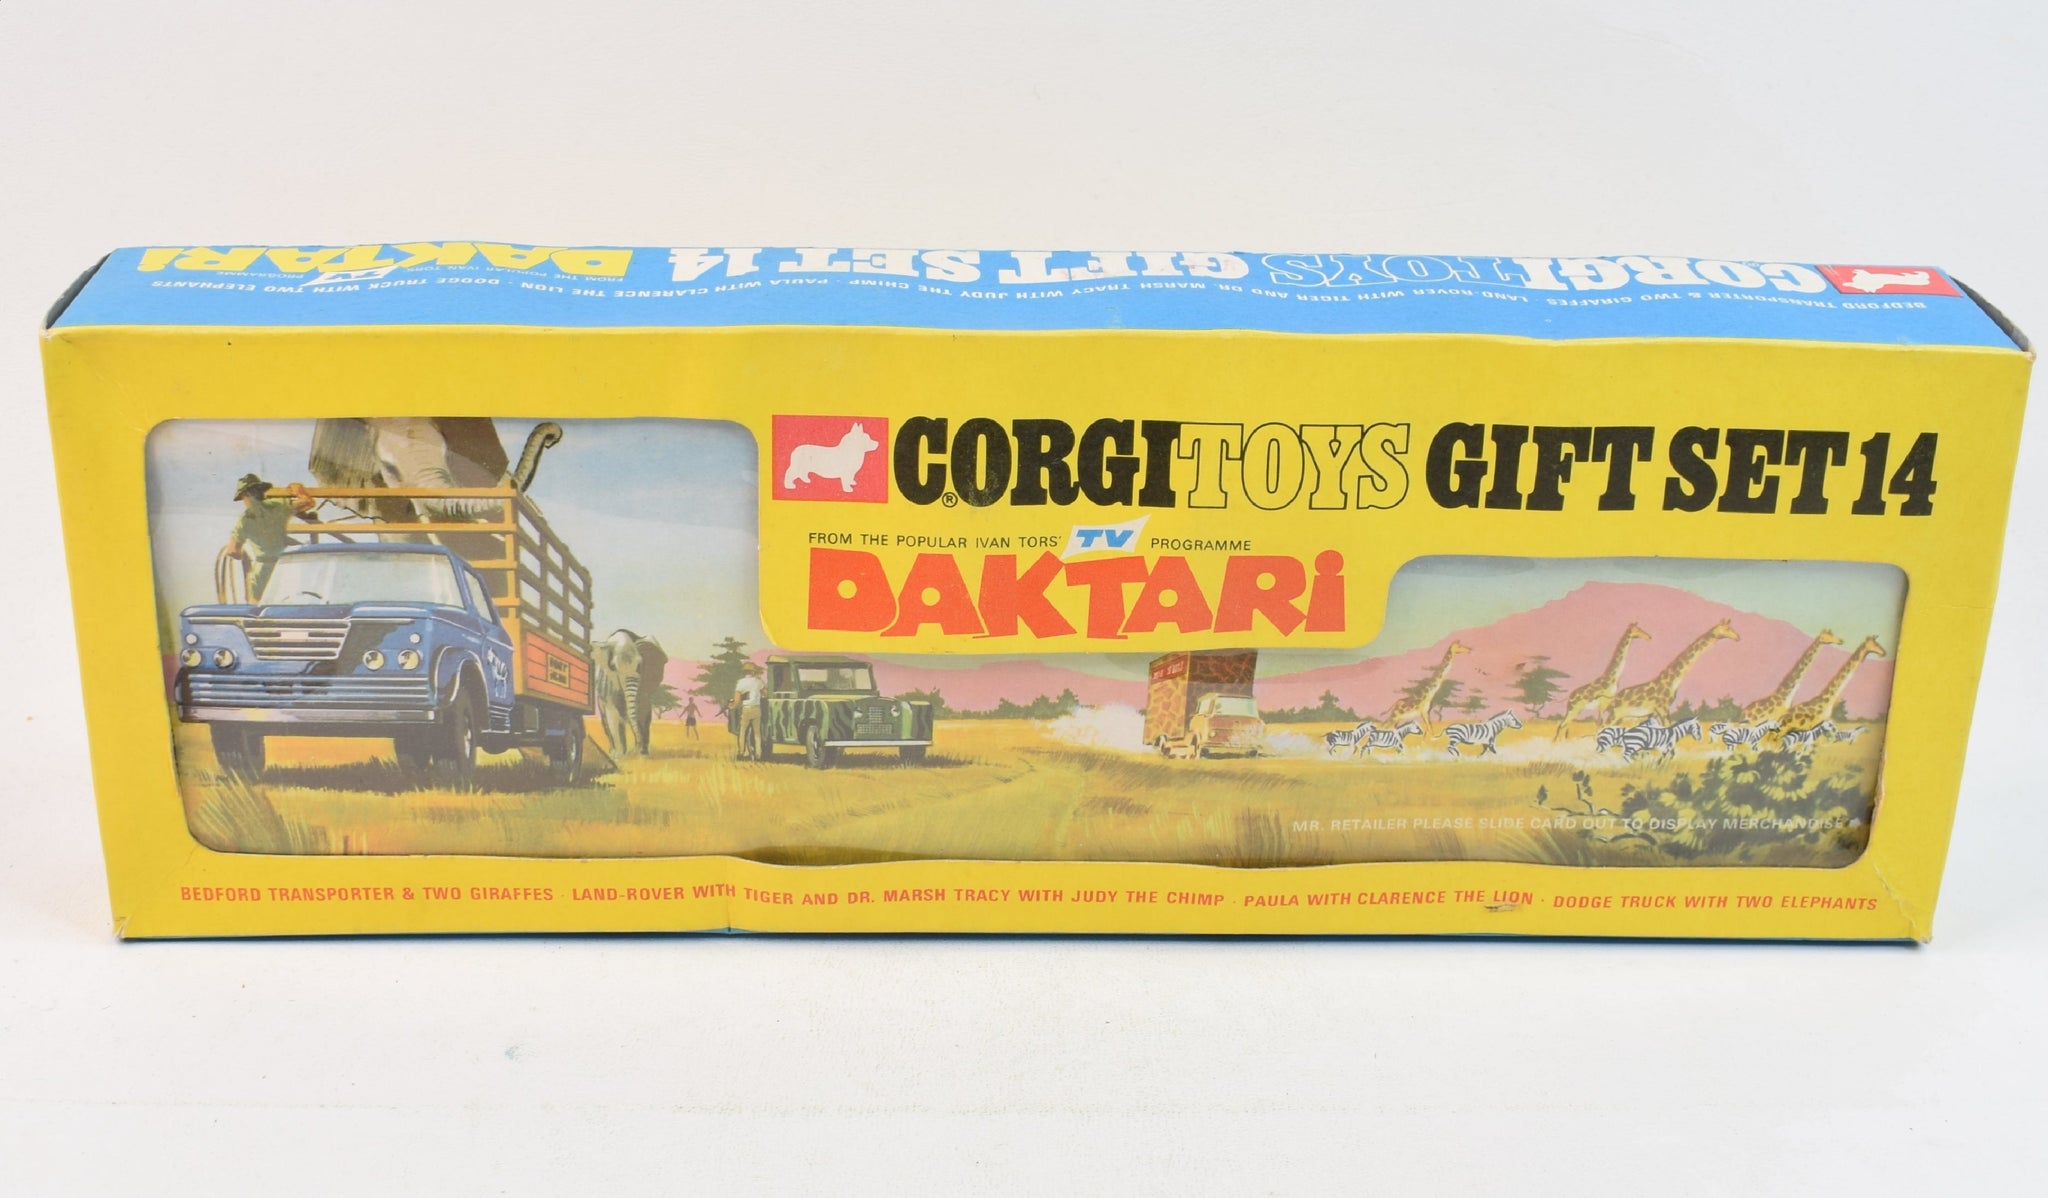 CORGI TOYS GIFT SET 14
FROM THE POPULAR IVAN TORS' TV PROGRAMME
DAKTARI
BEDFORD TRANSPORTER & TWO GIRAFFES · LAND-ROVER WITH TIGER AND DR. MARSH TRACY WITH JUDY THE CHIMP · PAULA WITH CLARENCE THE LION · DODGE TRUCK WITH TWO ELEPHANTS
CORGI TOYS GIFT SET 14
FROM THE POPULAR IVAN TORS' TV PROGRAMME
DAKTARI
MR. RETAILER PLEASE SLIDE CARD OUT TO DISPLAY MERCHANDISE
BEDFORD TRANSPORTER & TWO GIRAFFES · LAND-ROVER WITH TIGER AND DR. MARSH TRACY WITH JUDY THE CHIMP · PAULA WITH CLARENCE THE LION · DODGE TRUCK WITH TWO ELEPHANTS